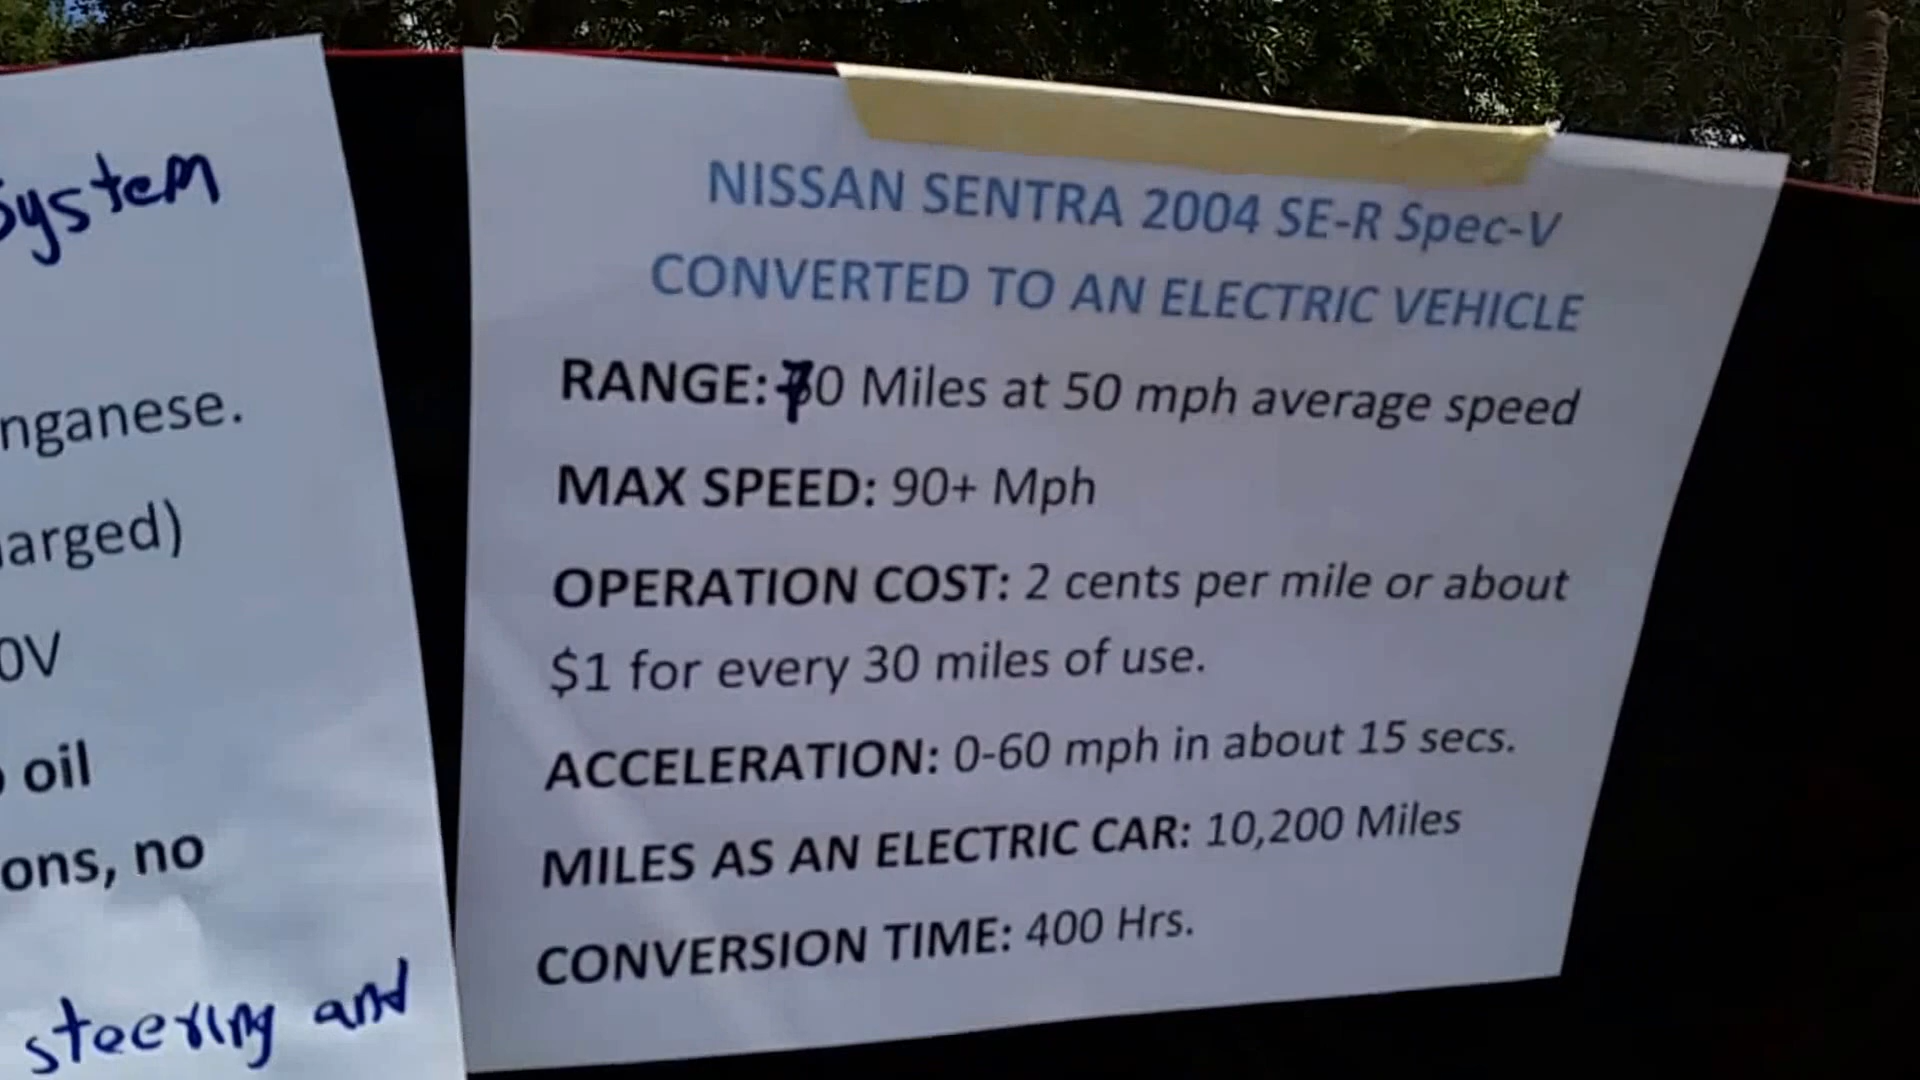 System
nganese.
arged)
0V
oil
ons, no
steering and
NISSAN SENTRA 2004 SE-R Spec-V
CONVERTED TO AN ELECTRIC VEHICLE
RANGE: 70 Miles at 50 mph average speed
MAX SPEED: 90+ Mph
OPERATION COST: 2 cents per mile or about
$1 for every 30 miles of use.
ACCELERATION: 0-60 mph in about 15 secs.
MILES AS AN ELECTRIC CAR: 10,200 Miles
CONVERSION TIME: 400 Hrs.